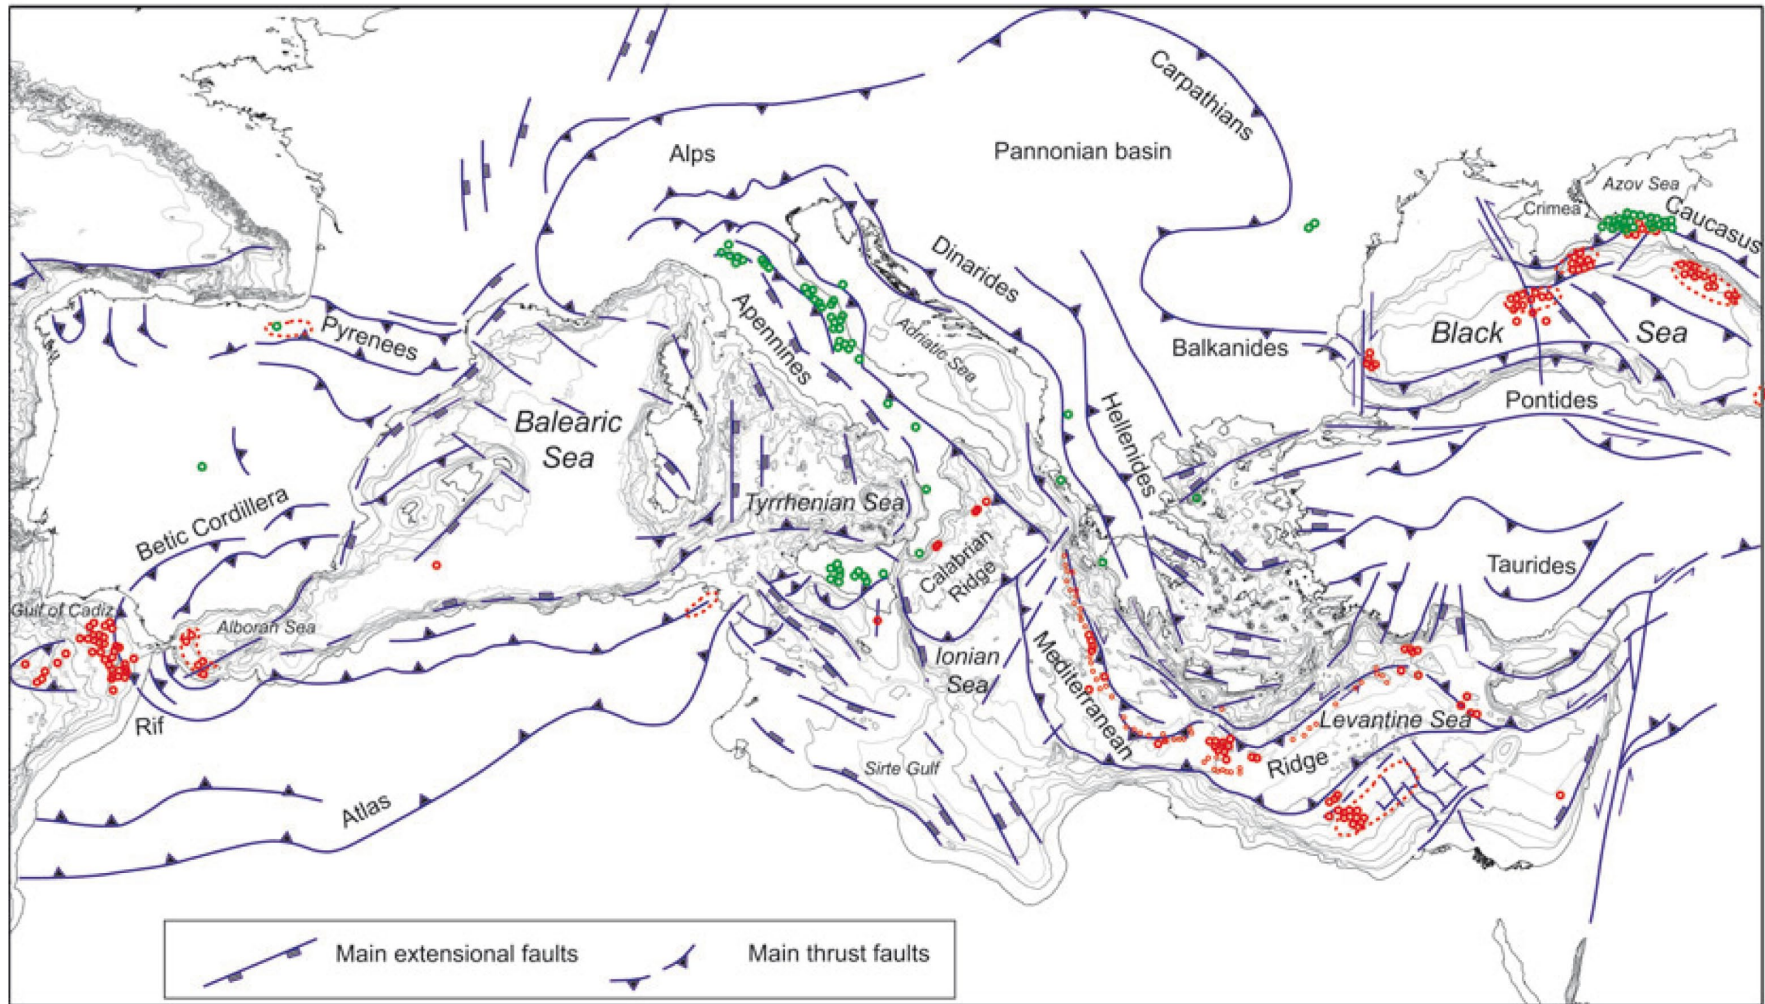 Carpathians
Alps
Pannonian basin
Azov Sea
Crimea
Caucasus
Dinarides
Pyrenees
Apennines
Adriatic Sea
Balkanides
Black
Sea
Pontides
Balearic
Sea
Hellenides
Betic Cordillera
Tyrrhenian Sea
Calabrian
Ridge
Taurides
Gulf of Cadiz
Alboran Sea
Ionian
Sea
Mediterranean
Ridge
Levantine Sea
Rif
Sirte Gulf
Atlas
Main extensional faults
Main thrust faults